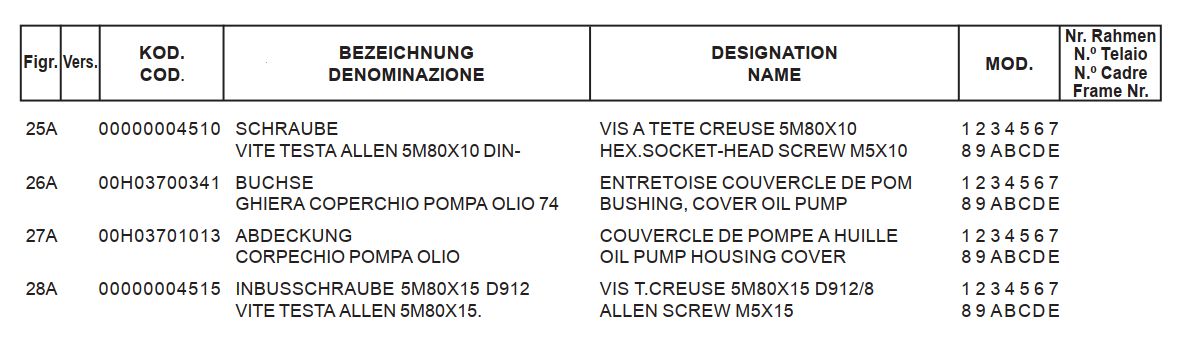 Figr. Vers. KOD. COD. BEZEICHNUNG DENOMINAZIONE DESIGNATION NAME MOD. Nr. Rahmen N.º Telaio N.º Cadre Frame Nr.
25A 00000004510 SCHRAUBE VIS A TETE CREUSE 5M80X10 1 2 3 4 5 6 7
VITE TESTA ALLEN 5M80X10 DIN- HEX.SOCKET-HEAD SCREW M5X10 8 9 A B C D E
26A 00H03700341 BUCHSE ENTRETOISE COUVERCLE DE POM 1 2 3 4 5 6 7
GHIERA COPERCHIO POMPA OLIO 74 BUSHING, COVER OIL PUMP 8 9 A B C D E
27A 00H03701013 ABDECKUNG COUVERCLE DE POMPE A HUILLE 1 2 3 4 5 6 7
CORPECHIO POMPA OLIO OIL PUMP HOUSING COVER 8 9 A B C D E
28A 00000004515 INBUSSCHRAUBE 5M80X15 D912 VIS T.CREUSE 5M80X15 D912/8 1 2 3 4 5 6 7
VITE TESTA ALLEN 5M80X15. ALLEN SCREW M5X15 8 9 A B C D E